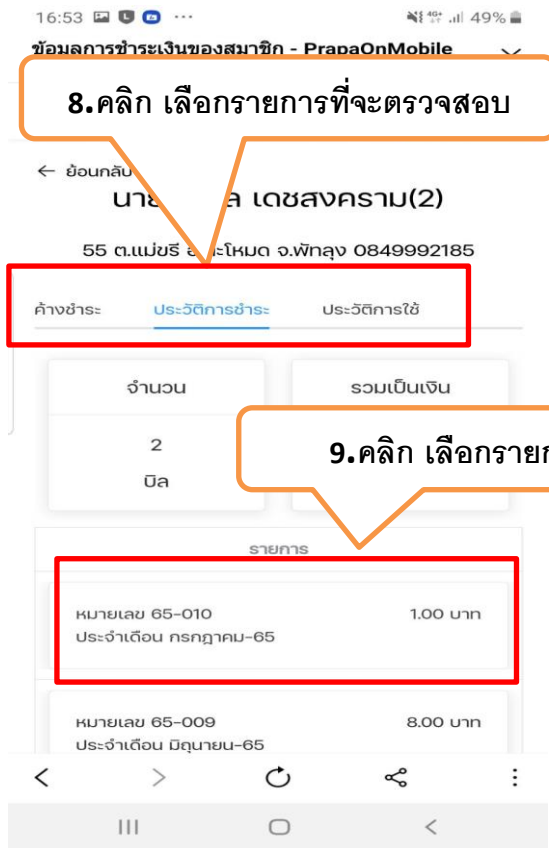 16:53 49%
ข้อมูลการชำระเงินของสมาชิก - PrapaOnMobile
8.คลิก เลือกรายการที่จะตรวจสอบ
← ย้อนกลับ
เดชสงคราม(2)
55 ต.แม่ขรี จ.พัทลุง 0849992185
ค้างชำระ ประวัติการชำระ ประวัติการใช้
จำนวน รวมเป็นเงิน
2
บิล
9.คลิก เลือกราย
รายการ
หมายเลข 65-010 1.00 บาท
ประจำเดือน กรกฎาคม-65
หมายเลข 65-009 8.00 บาท
ประจำเดือน มิถุนายน-65